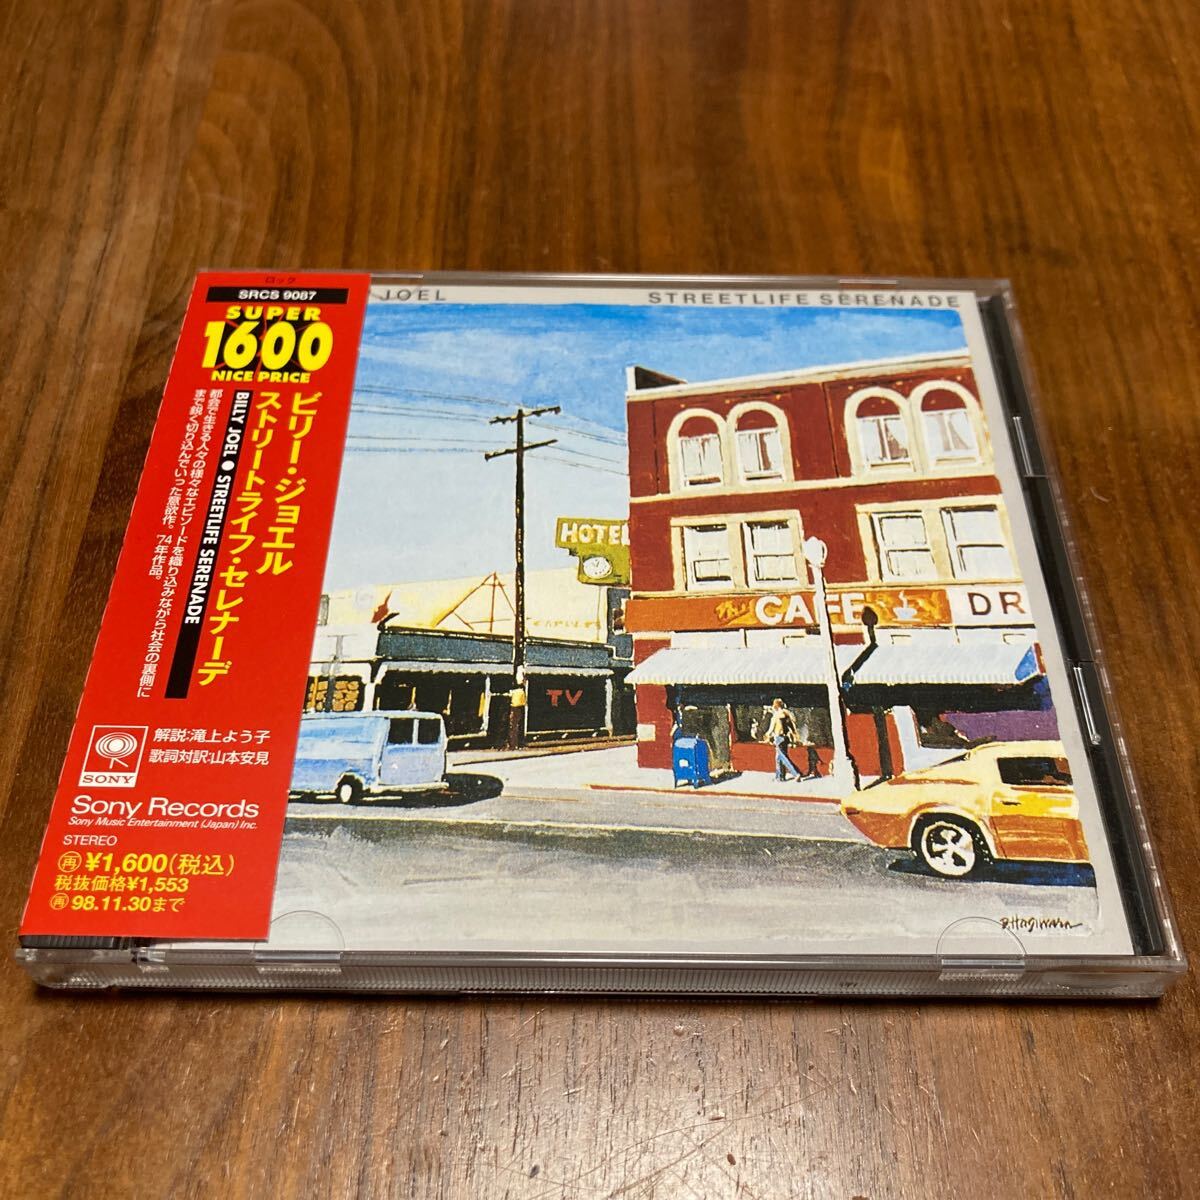 ロック
SRCS 9087
SUPER
1600
NICE PRICE
ビリー・ジョエル
ストリートライフ・セレナーデ
BILLY JOEL ● STREETLIFE SERENADE
都会で生きる人々の様々なエピソードを織り込みながら社会の裏側に
まで鋭く切り込んでいった意欲作。'74年作品。
SONY
解説:滝上よう子
歌詞対訳:山本安見
Sony Records
Sony Music Entertainment (Japan) Inc.
STEREO
再 ¥1,600(税込)
税抜価格¥1,553
再 98.11.30まで
JOEL
STREETLIFE SERENADE
HOTEL
The CAFE
DR
TV
B.Hagiwara